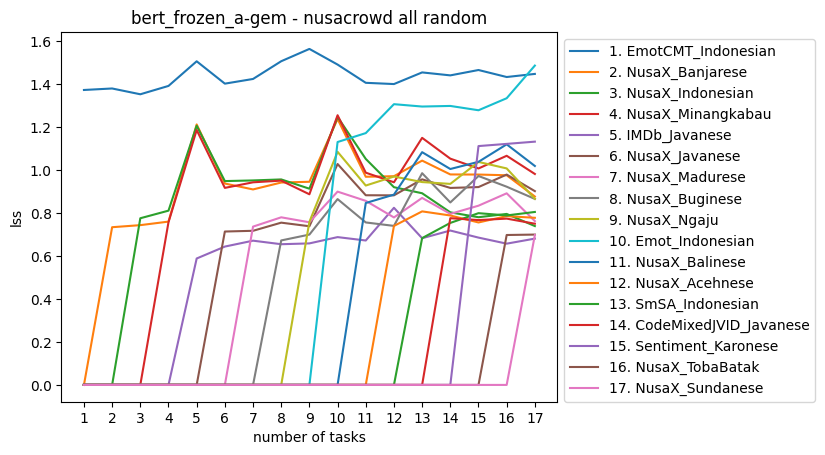 bert_frozen_a-gem - nusacrowd all random
lss
1.6
1.4
1.2
1.0
0.8
0.6
0.4
0.2
0.0
1 2 3 4 5 6 7 8 9 10 11 12 13 14 15 16 17
number of tasks
1. EmotCMT_Indonesian
2. NusaX_Banjarese
3. NusaX_Indonesian
4. NusaX_Minangkabau
5. IMDb_Javanese
6. NusaX_Javanese
7. NusaX_Madurese
8. NusaX_Buginese
9. NusaX_Ngaju
10. Emot_Indonesian
11. NusaX_Balinese
12. NusaX_Acehnese
13. SmSA_Indonesian
14. CodeMixedJVID_Javanese
15. Sentiment_Karonese
16. NusaX_TobaBatak
17. NusaX_Sundanese